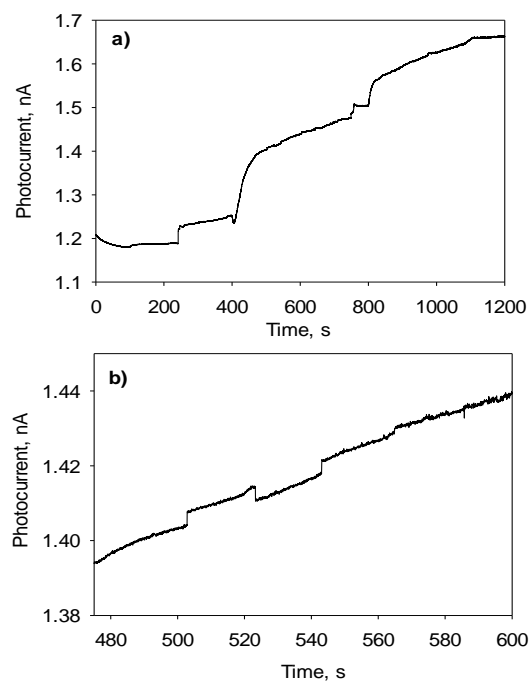 a)
Photocurrent, nA
1.7
1.6
1.5
1.4
1.3
1.2
1.1
0 200 400 600 800 1000 1200
Time, s
b)
Photocurrent, nA
1.44
1.42
1.40
1.38
480 500 520 540 560 580 600
Time, s